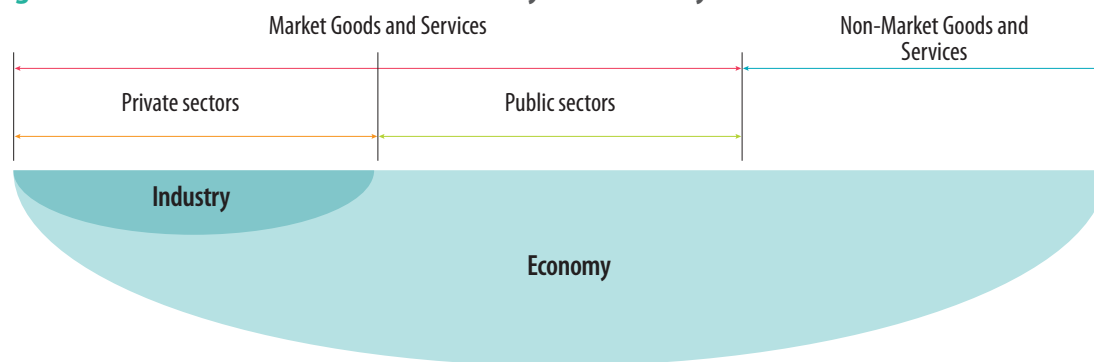 Market Goods and Services
Non-Market Goods and
Services
Private sectors
Public sectors
Industry
Economy